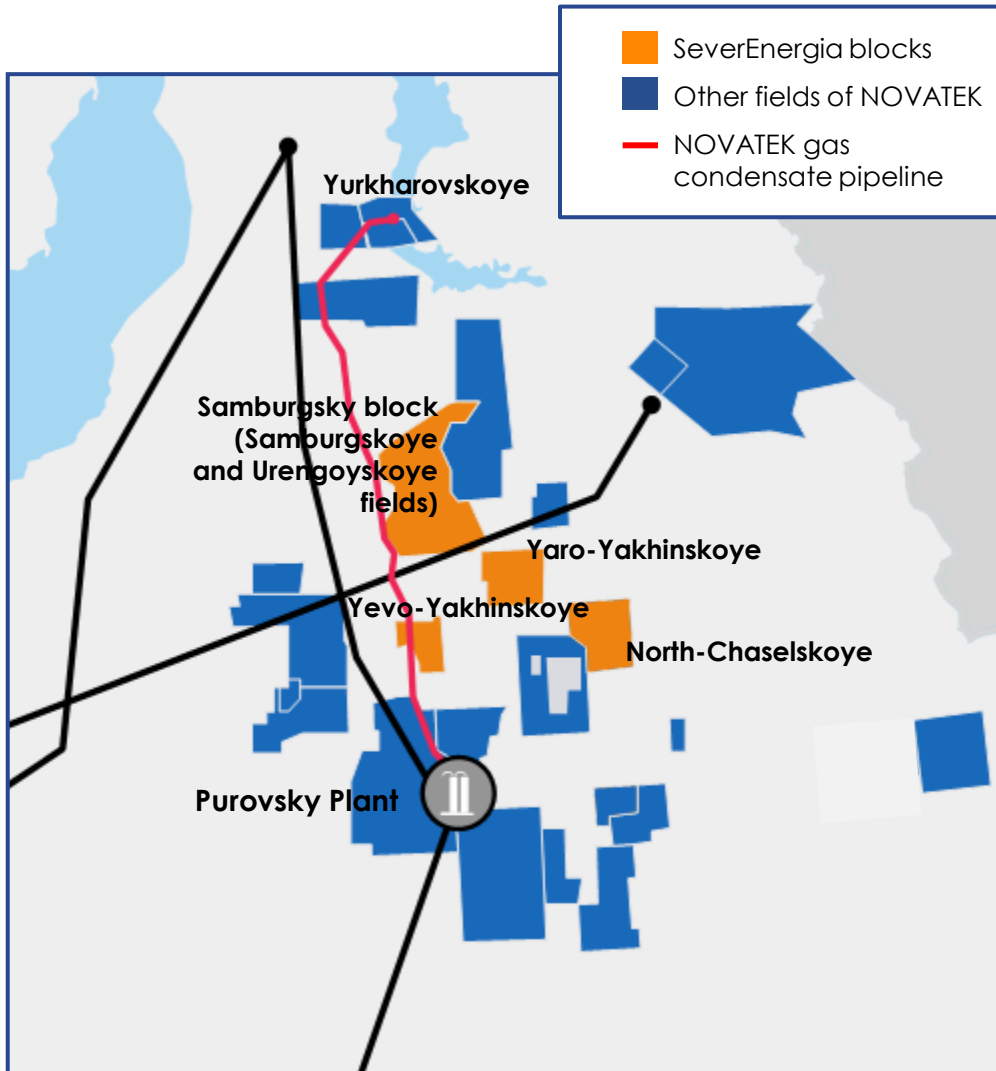 SeverEnergia blocks
Other fields of NOVATEK
NOVATEK gas
condensate pipeline
Yurkharovskoye
Samburgsky block
(Samburgskoye
and Urengoyskoye
fields)
Yaro-Yakhinskoye
Yevo-Yakhinskoye
North-Chaselskoye
Purovsky Plant